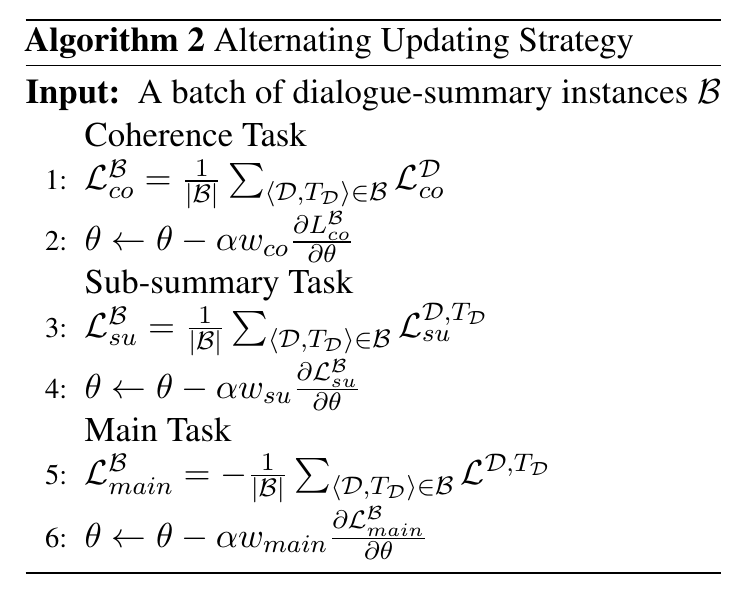 Algorithm 2 Alternating Updating Strategy
Input: A batch of dialogue-summary instances $\mathcal{B}$
Coherence Task
1: $\mathcal{L}_{co}^{\mathcal{B}} = \frac{1}{|\mathcal{B}|} \sum_{\langle \mathcal{D}, T_{\mathcal{D}} \rangle \in \mathcal{B}} \mathcal{L}_{co}^{\mathcal{D}}$
2: $\theta \leftarrow \theta - \alpha w_{co} \frac{\partial L_{co}^{\mathcal{B}}}{\partial \theta}$
Sub-summary Task
3: $\mathcal{L}_{su}^{\mathcal{B}} = \frac{1}{|\mathcal{B}|} \sum_{\langle \mathcal{D}, T_{\mathcal{D}} \rangle \in \mathcal{B}} \mathcal{L}_{su}^{\mathcal{D}, T_{\mathcal{D}}}$
4: $\theta \leftarrow \theta - \alpha w_{su} \frac{\partial \mathcal{L}_{su}^{\mathcal{B}}}{\partial \theta}$
Main Task
5: $\mathcal{L}_{main}^{\mathcal{B}} = -\frac{1}{|\mathcal{B}|} \sum_{\langle \mathcal{D}, T_{\mathcal{D}} \rangle \in \mathcal{B}} \mathcal{L}^{\mathcal{D}, T_{\mathcal{D}}}$
6: $\theta \leftarrow \theta - \alpha w_{main} \frac{\partial \mathcal{L}_{main}^{\mathcal{B}}}{\partial \theta}$